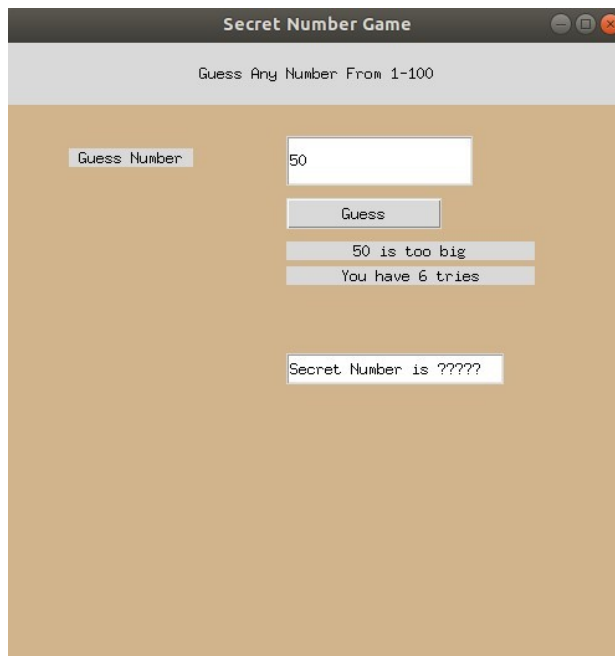 Secret Number Game
Guess Any Number From 1-100
Guess Number
50
Guess
50 is too big
You have 6 tries
Secret Number is ?????